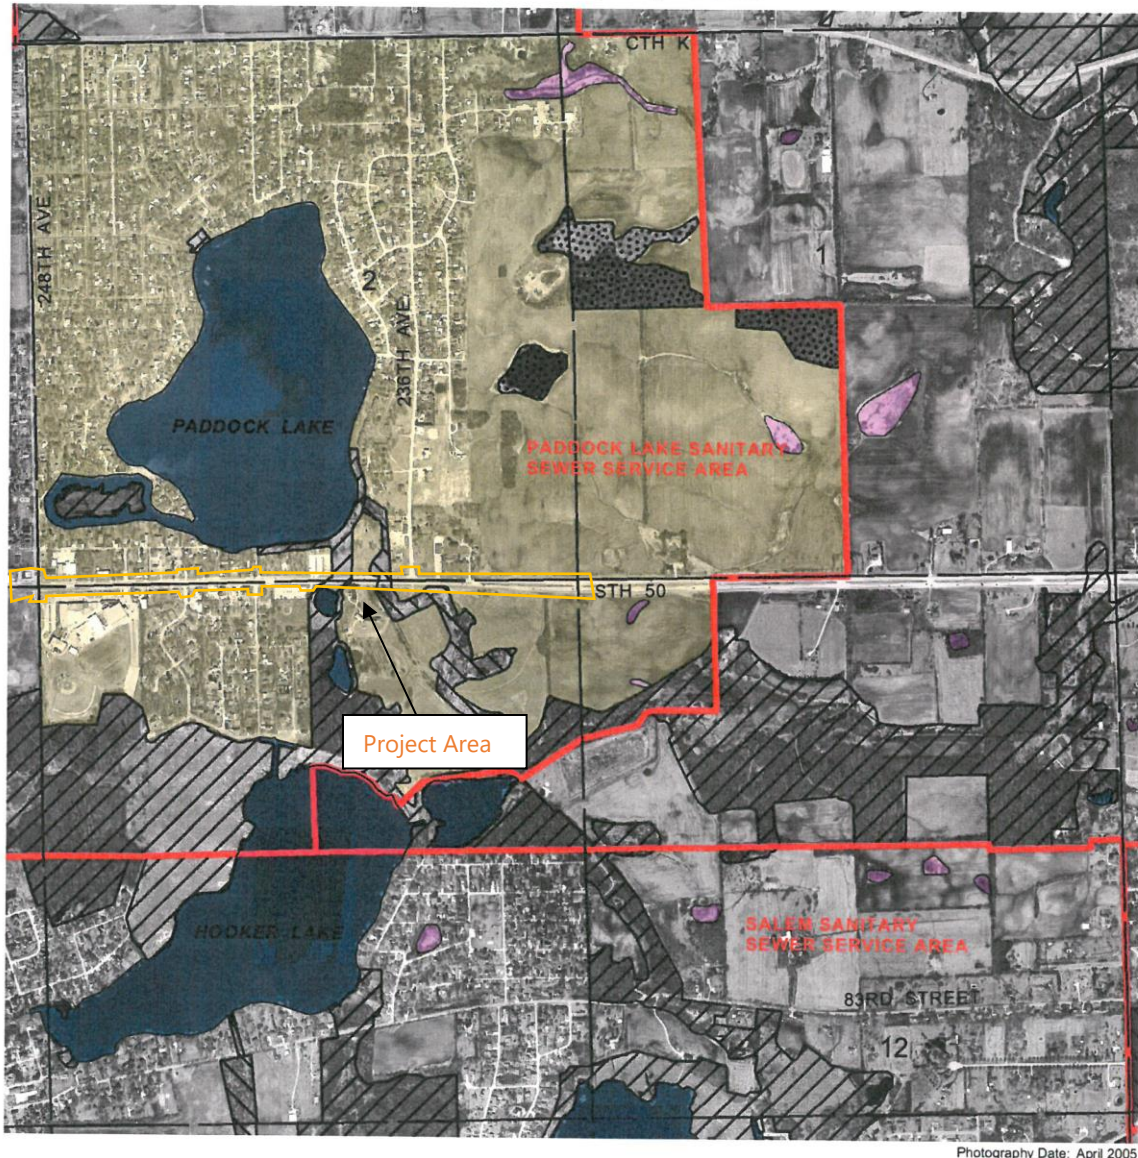 CTH K
248TH AVE.
1
2
236TH AVE.
PADDOCK LAKE
PADDOCK LAKE SANITARY
SEWER SERVICE AREA
STH 50
Project Area
HOOKER LAKE
SALEM SANITARY
SEWER SERVICE AREA
83RD STREET
12
Photography Date: April 2005